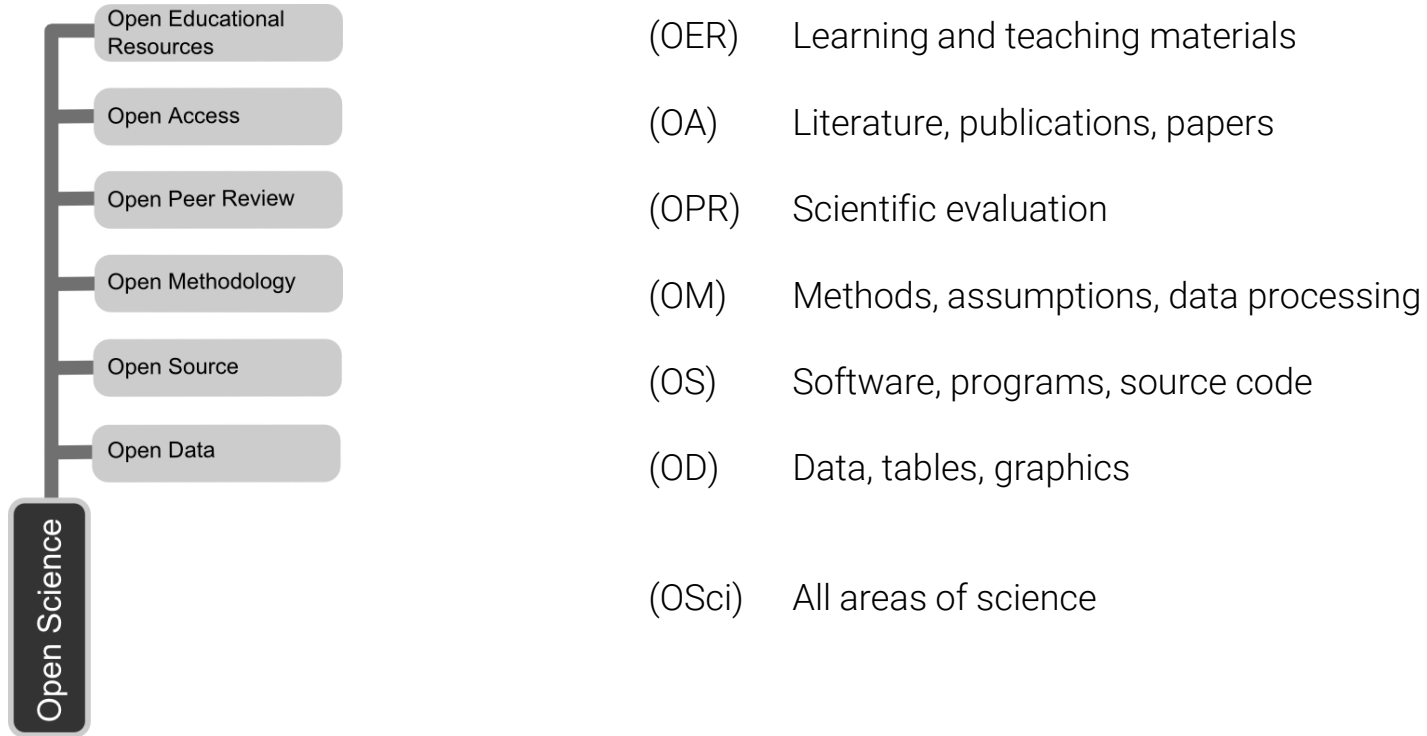 Open Educational
Resources
(OER) Learning and teaching materials
Open Access
(OA) Literature, publications, papers
Open Peer Review
(OPR) Scientific evaluation
Open Methodology
(OM) Methods, assumptions, data processing
Open Source
(OS) Software, programs, source code
Open Data
(OD) Data, tables, graphics
Open Science
(OSci) All areas of science